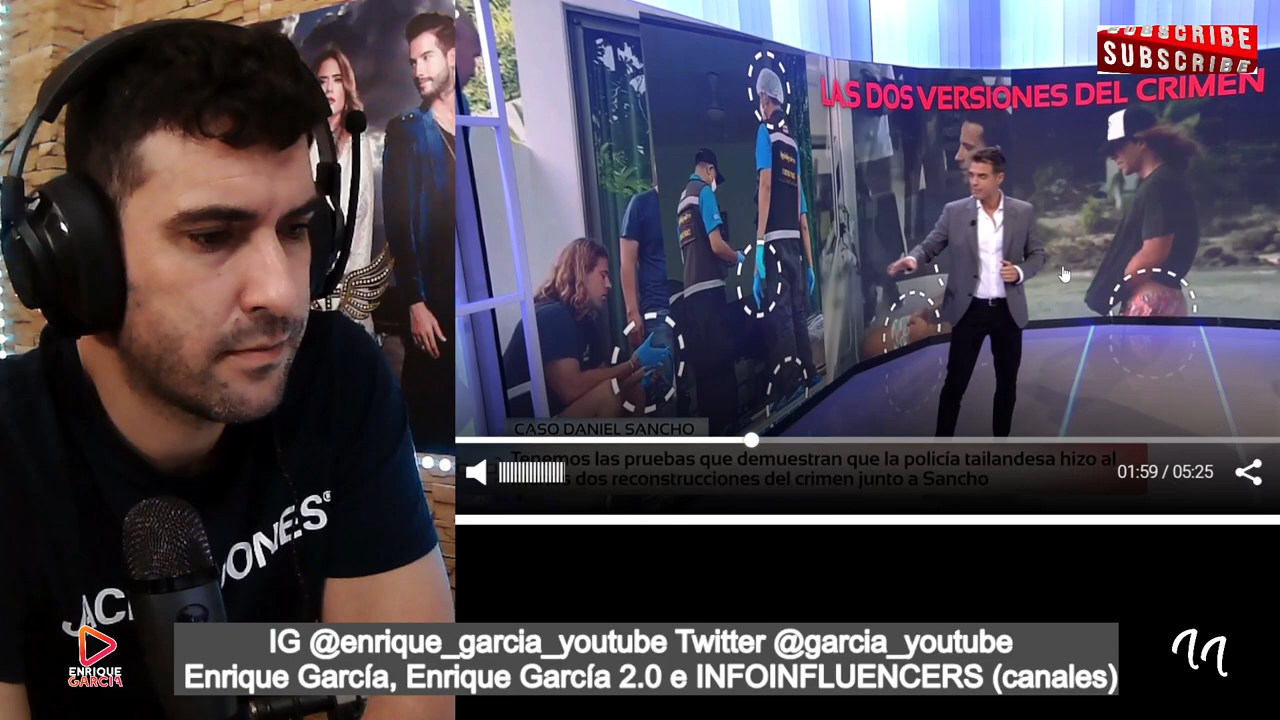 SUBSCRIBE
SUBSCRIBE
LAS DOS VERSIONES DEL CRIMEN
CASO DANIEL SANCHO
Tenemos las pruebas que demuestran que la policía tailandesa hizo al
dos reconstrucciones del crimen junto a Sancho
01:59 / 05:25
JACK
JONES®
ENRIQUE
GARCÍA
IG @enrique_garcia_youtube Twitter @garcia_youtube
Enrique García, Enrique García 2.0 e INFOINFLUENCERS (canales)